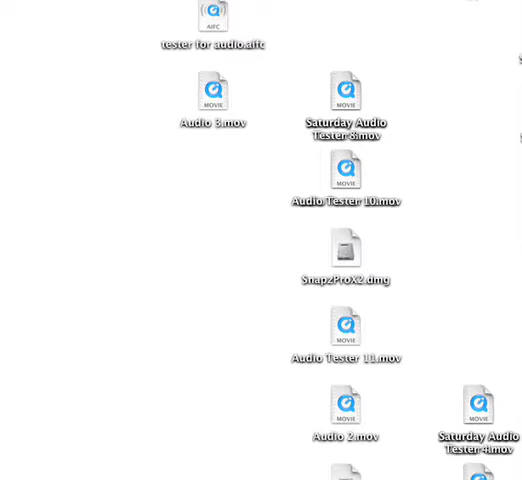 AIFC
tester for audio.aifc
MOVIE
Audio 3.mov
MOVIE
Saturday Audio
Tester 8.mov
MOVIE
Audio Tester 10.mov
SnapzProX2.dmg
MOVIE
Audio Tester 11.mov
MOVIE
Audio 2.mov
MOVIE
Saturday Audio
Tester 4.mov